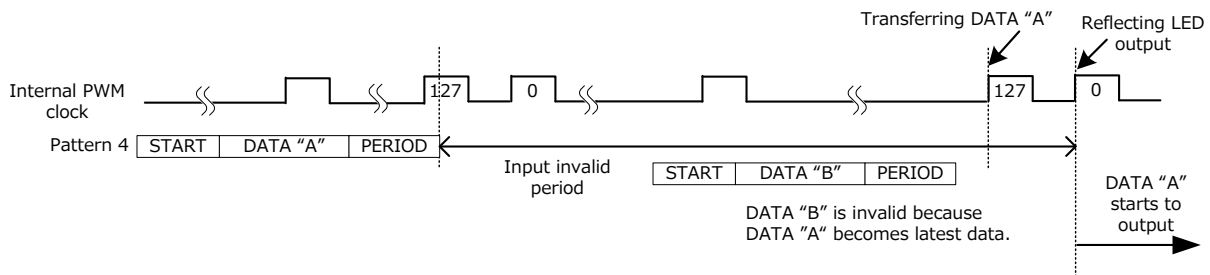 Transferring DATA “A”
Reflecting LED
output
Internal PWM
clock
127
0
127
0
Pattern 4
START
DATA “A”
PERIOD
Input invalid
period
START
DATA “B”
PERIOD
DATA “B” is invalid because
DATA ”A“ becomes latest data.
DATA “A”
starts to
output